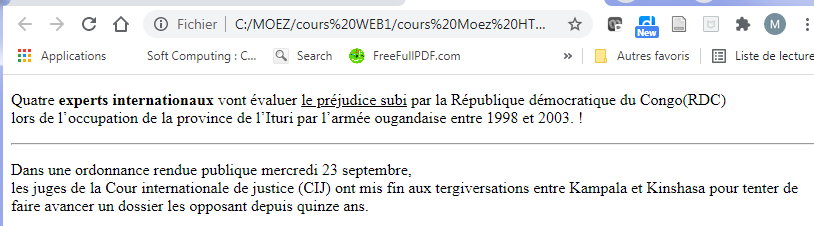 Fichier | C:/MOEZ/cours%20WEB1/cours%20Moez%20HT...
New
M
Applications Soft Computing : C... Search FreeFullPDF.com » Autres favoris Liste de lecture
Quatre experts internationaux vont évaluer le préjudice subi par la République démocratique du Congo(RDC)
lors de l’occupation de la province de l’Ituri par l’armée ougandaise entre 1998 et 2003. !
Dans une ordonnance rendue publique mercredi 23 septembre,
les juges de la Cour internationale de justice (CIJ) ont mis fin aux tergiversations entre Kampala et Kinshasa pour tenter de
faire avancer un dossier les opposant depuis quinze ans.